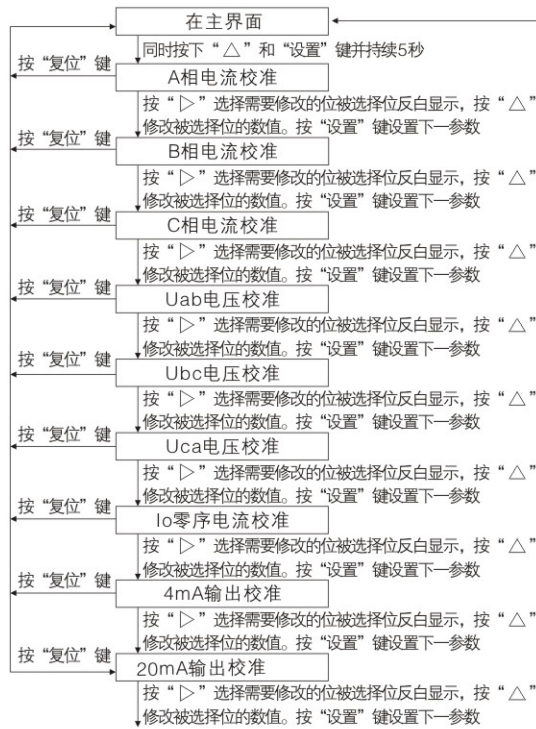 在主界面
同时按下“△”和“设置”键并持续5秒
按“复位”键
A相电流校准
按“▷”选择需要修改的位被选择位反白显示，按“△”
修改被选择位的数值。按“设置”键设置下一参数
按“复位”键
B相电流校准
按“▷”选择需要修改的位被选择位反白显示，按“△”
修改被选择位的数值。按“设置”键设置下一参数
按“复位”键
C相电流校准
按“▷”选择需要修改的位被选择位反白显示，按“△”
修改被选择位的数值。按“设置”键设置下一参数
按“复位”键
Uab电压校准
按“▷”选择需要修改的位被选择位反白显示，按“△”
修改被选择位的数值。按“设置”键设置下一参数
按“复位”键
Ubc电压校准
按“▷”选择需要修改的位被选择位反白显示，按“△”
修改被选择位的数值。按“设置”键设置下一参数
按“复位”键
Uca电压校准
按“▷”选择需要修改的位被选择位反白显示，按“△”
修改被选择位的数值。按“设置”键设置下一参数
按“复位”键
Io零序电流校准
按“▷”选择需要修改的位被选择位反白显示，按“△”
修改被选择位的数值。按“设置”键设置下一参数
按“复位”键
4mA输出校准
按“▷”选择需要修改的位被选择位反白显示，按“△”
修改被选择位的数值。按“设置”键设置下一参数
按“复位”键
20mA输出校准
按“▷”选择需要修改的位被选择位反白显示，按“△”
修改被选择位的数值。按“设置”键设置下一参数